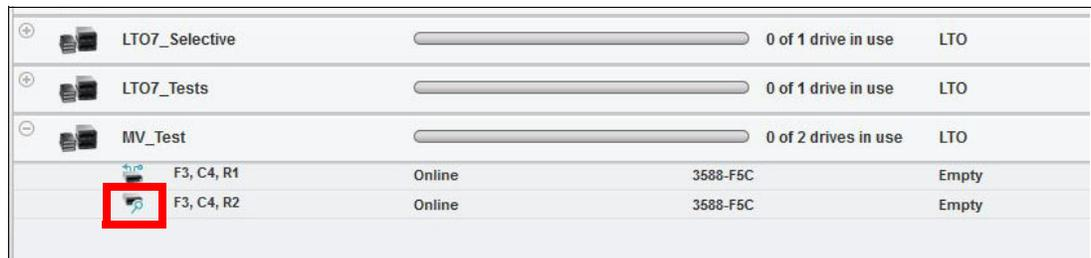 LTO7_Selective 0 of 1 drive in use LTO
LTO7_Tests 0 of 1 drive in use LTO
MV_Test 0 of 2 drives in use LTO
F3, C4, R1 Online 3588-F5C Empty
F3, C4, R2 Online 3588-F5C Empty